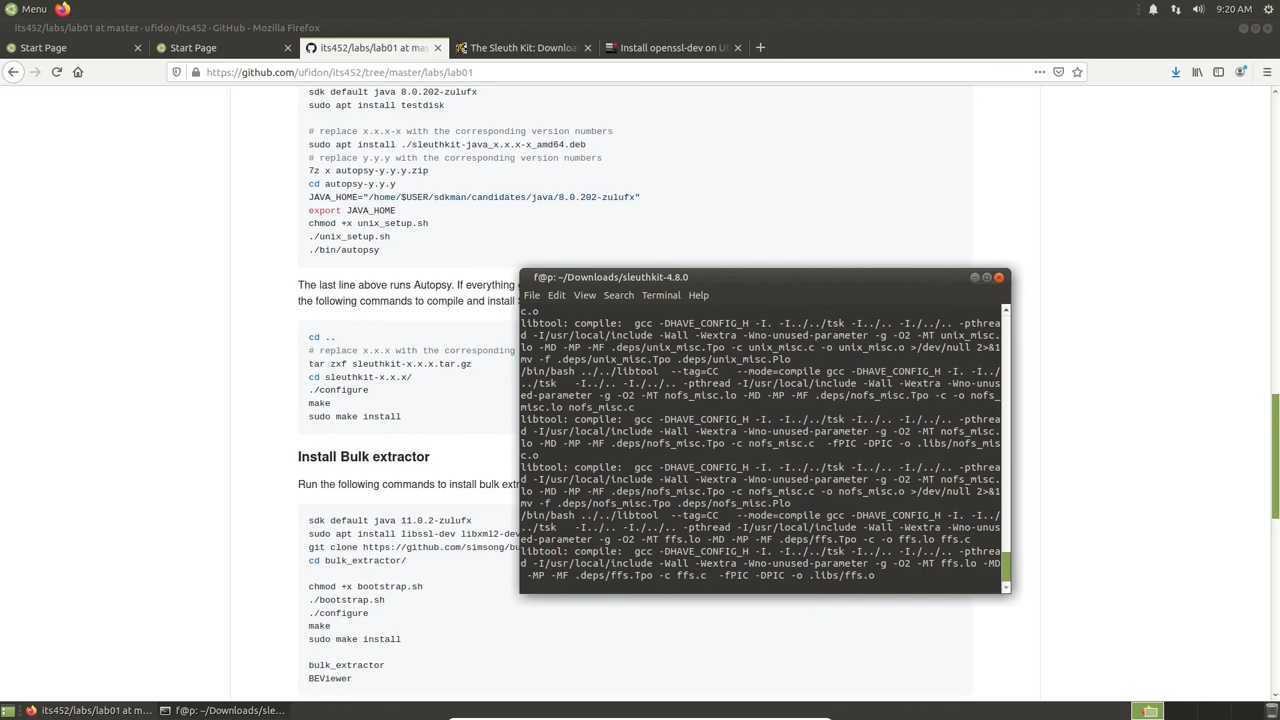 Menu
9:20 AM
its452/labs/lab01 at master · ufidon/its452 · GitHub - Mozilla Firefox
Start Page
Start Page
its452/labs/lab01 at mas
The Sleuth Kit: Downloa
Install openssl-dev on U
https://github.com/ufidon/its452/tree/master/labs/lab01
sdk default java 8.0.202-zulufx
sudo apt install testdisk
# replace x.x.x-x with the corresponding version numbers
sudo apt install ./sleuthkit-java_x.x.x-x_amd64.deb
# replace y.y.y with the corresponding version numbers
7z x autopsy-y.y.y.zip
cd autopsy-y.y.y
JAVA_HOME="/home/$USER/sdkman/candidates/java/8.0.202-zulufx"
export JAVA_HOME
chmod +x unix_setup.sh
./unix_setup.sh
./bin/autopsy
The last line above runs Autopsy. If everything
the following commands to compile and install
cd ..
# replace x.x.x with the corresponding
tar zxf sleuthkit-x.x.x.tar.gz
cd sleuthkit-x.x.x/
./configure
make
sudo make install
Install Bulk extractor
Run the following commands to install bulk
sdk default java 11.0.2-zulufx
sudo apt install libssl-dev libxml2-dev
git clone https://github.com/simsong/bu
cd bulk_extractor/
chmod +x bootstrap.sh
./bootstrap.sh
./configure
make
sudo make install
bulk_extractor
BEViewer
f@p: ~/Downloads/sleuthkit-4.8.0
File Edit View Search Terminal Help
c.o
libtool: compile:  gcc -DHAVE_CONFIG_H -I. -I../../tsk -I../.. -I./../.. -pthrea
d -I/usr/local/include -Wall -Wextra -Wno-unused-parameter -g -O2 -MT unix_misc.
lo -MD -MP -MF .deps/unix_misc.Tpo -c unix_misc.c -o unix_misc.o >/dev/null 2>&1
mv -f .deps/unix_misc.Tpo .deps/unix_misc.Plo
/bin/bash ../../libtool  --tag=CC   --mode=compile gcc -DHAVE_CONFIG_H -I. -I../
../tsk   -I../.. -I./../.. -pthread -I/usr/local/include -Wall -Wextra -Wno-unus
ed-parameter -g -O2 -MT nofs_misc.lo -MD -MP -MF .deps/nofs_misc.Tpo -c -o nofs_
misc.lo nofs_misc.c
libtool: compile:  gcc -DHAVE_CONFIG_H -I. -I../../tsk -I../.. -I./../.. -pthrea
d -I/usr/local/include -Wall -Wextra -Wno-unused-parameter -g -O2 -MT nofs_misc.
lo -MD -MP -MF .deps/nofs_misc.Tpo -c nofs_misc.c  -fPIC -DPIC -o .libs/nofs_mis
c.o
libtool: compile:  gcc -DHAVE_CONFIG_H -I. -I../../tsk -I../.. -I./../.. -pthrea
d -I/usr/local/include -Wall -Wextra -Wno-unused-parameter -g -O2 -MT nofs_misc.
lo -MD -MP -MF .deps/nofs_misc.Tpo -c nofs_misc.c -o nofs_misc.o >/dev/null 2>&1
mv -f .deps/nofs_misc.Tpo .deps/nofs_misc.Plo
/bin/bash ../../libtool  --tag=CC   --mode=compile gcc -DHAVE_CONFIG_H -I. -I../
../tsk   -I../.. -I./../.. -pthread -I/usr/local/include -Wall -Wextra -Wno-unus
ed-parameter -g -O2 -MT ffs.lo -MD -MP -MF .deps/ffs.Tpo -c -o ffs.lo ffs.c
libtool: compile:  gcc -DHAVE_CONFIG_H -I. -I../../tsk -I../.. -I./../.. -pthrea
d -I/usr/local/include -Wall -Wextra -Wno-unused-parameter -g -O2 -MT ffs.lo -MD
-MP -MF .deps/ffs.Tpo -c ffs.c  -fPIC -DPIC -o .libs/ffs.o
its452/labs/lab01 at m...
f@p: ~/Downloads/sle...